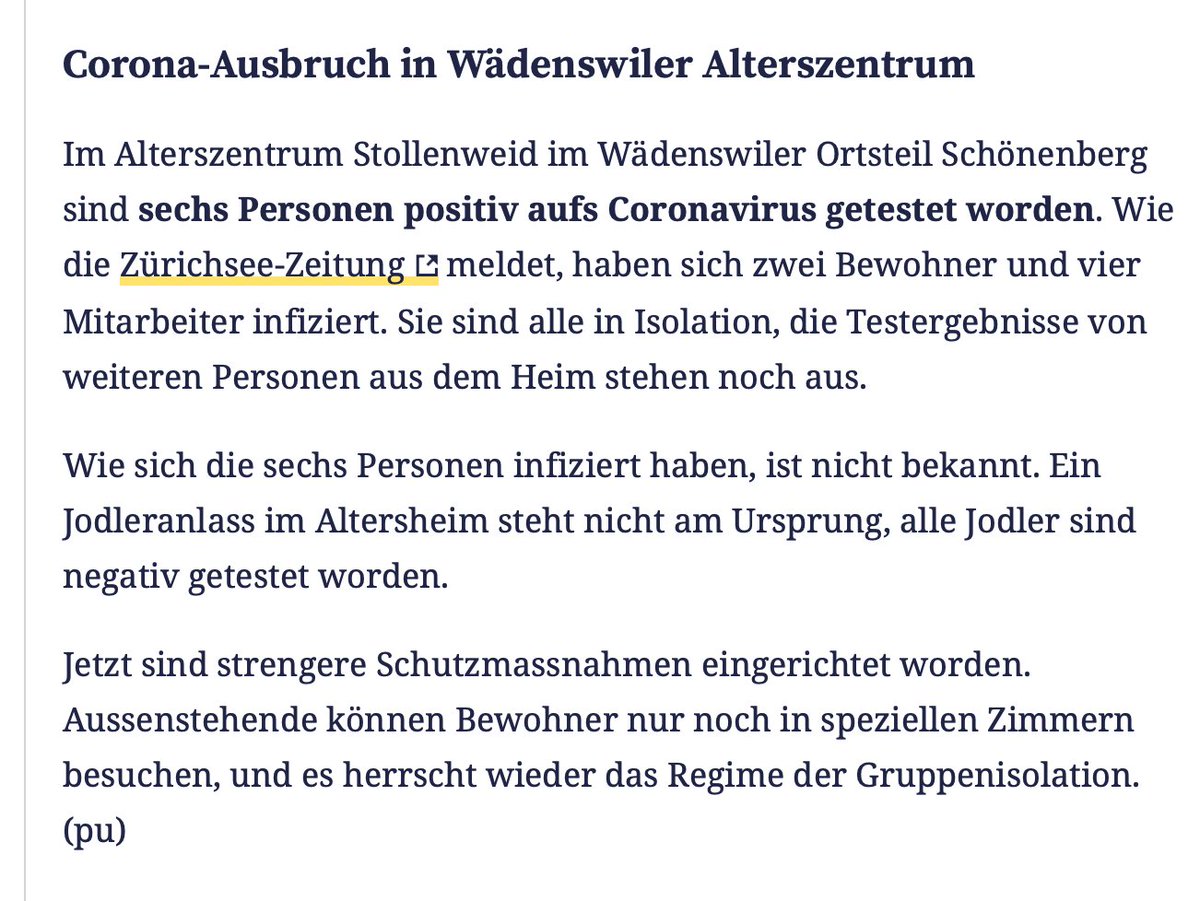 Corona-Ausbruch in Wädenswiler Alterszentrum
Im Alterszentrum Stollenweid im Wädenswiler Ortsteil Schönenberg
sind sechs Personen positiv aufs Coronavirus getestet worden. Wie
die Zürichsee-Zeitung meldet, haben sich zwei Bewohner und vier
Mitarbeiter infiziert. Sie sind alle in Isolation, die Testergebnisse von
weiteren Personen aus dem Heim stehen noch aus.
Wie sich die sechs Personen infiziert haben, ist nicht bekannt. Ein
Jodleranlass im Altersheim steht nicht am Ursprung, alle Jodler sind
negativ getestet worden.
Jetzt sind strengere Schutzmassnahmen eingerichtet worden.
Aussenstehende können Bewohner nur noch in speziellen Zimmern
besuchen, und es herrscht wieder das Regime der Gruppenisolation.
(pu)